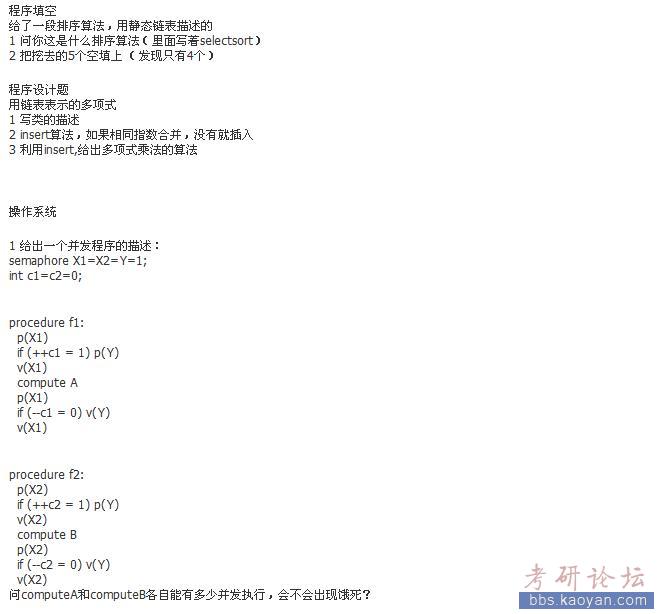 程序填空
给了一段排序算法，用静态链表描述的
1 问你这是什么排序算法（里面写着selectsort）
2 把挖去的5个空填上 （发现只有4个）
程序设计题
用链表表示的多项式
1 写类的描述
2 insert算法，如果相同指数合并，没有就插入
3 利用insert,给出多项式乘法的算法
操作系统
1 给出一个并发程序的描述：
semaphore X1=X2=Y=1;
int c1=c2=0;
procedure f1:
p(X1)
if (++c1 = 1) p(Y)
v(X1)
compute A
p(X1)
if (--c1 = 0) v(Y)
v(X1)
procedure f2:
p(X2)
if (++c2 = 1) p(Y)
v(X2)
compute B
p(X2)
if (--c2 = 0) v(Y)
v(X2)
问computeA和computeB各自能有多少并发执行，会不会出现饿死？
考研论坛
bbs.kaoyan.com